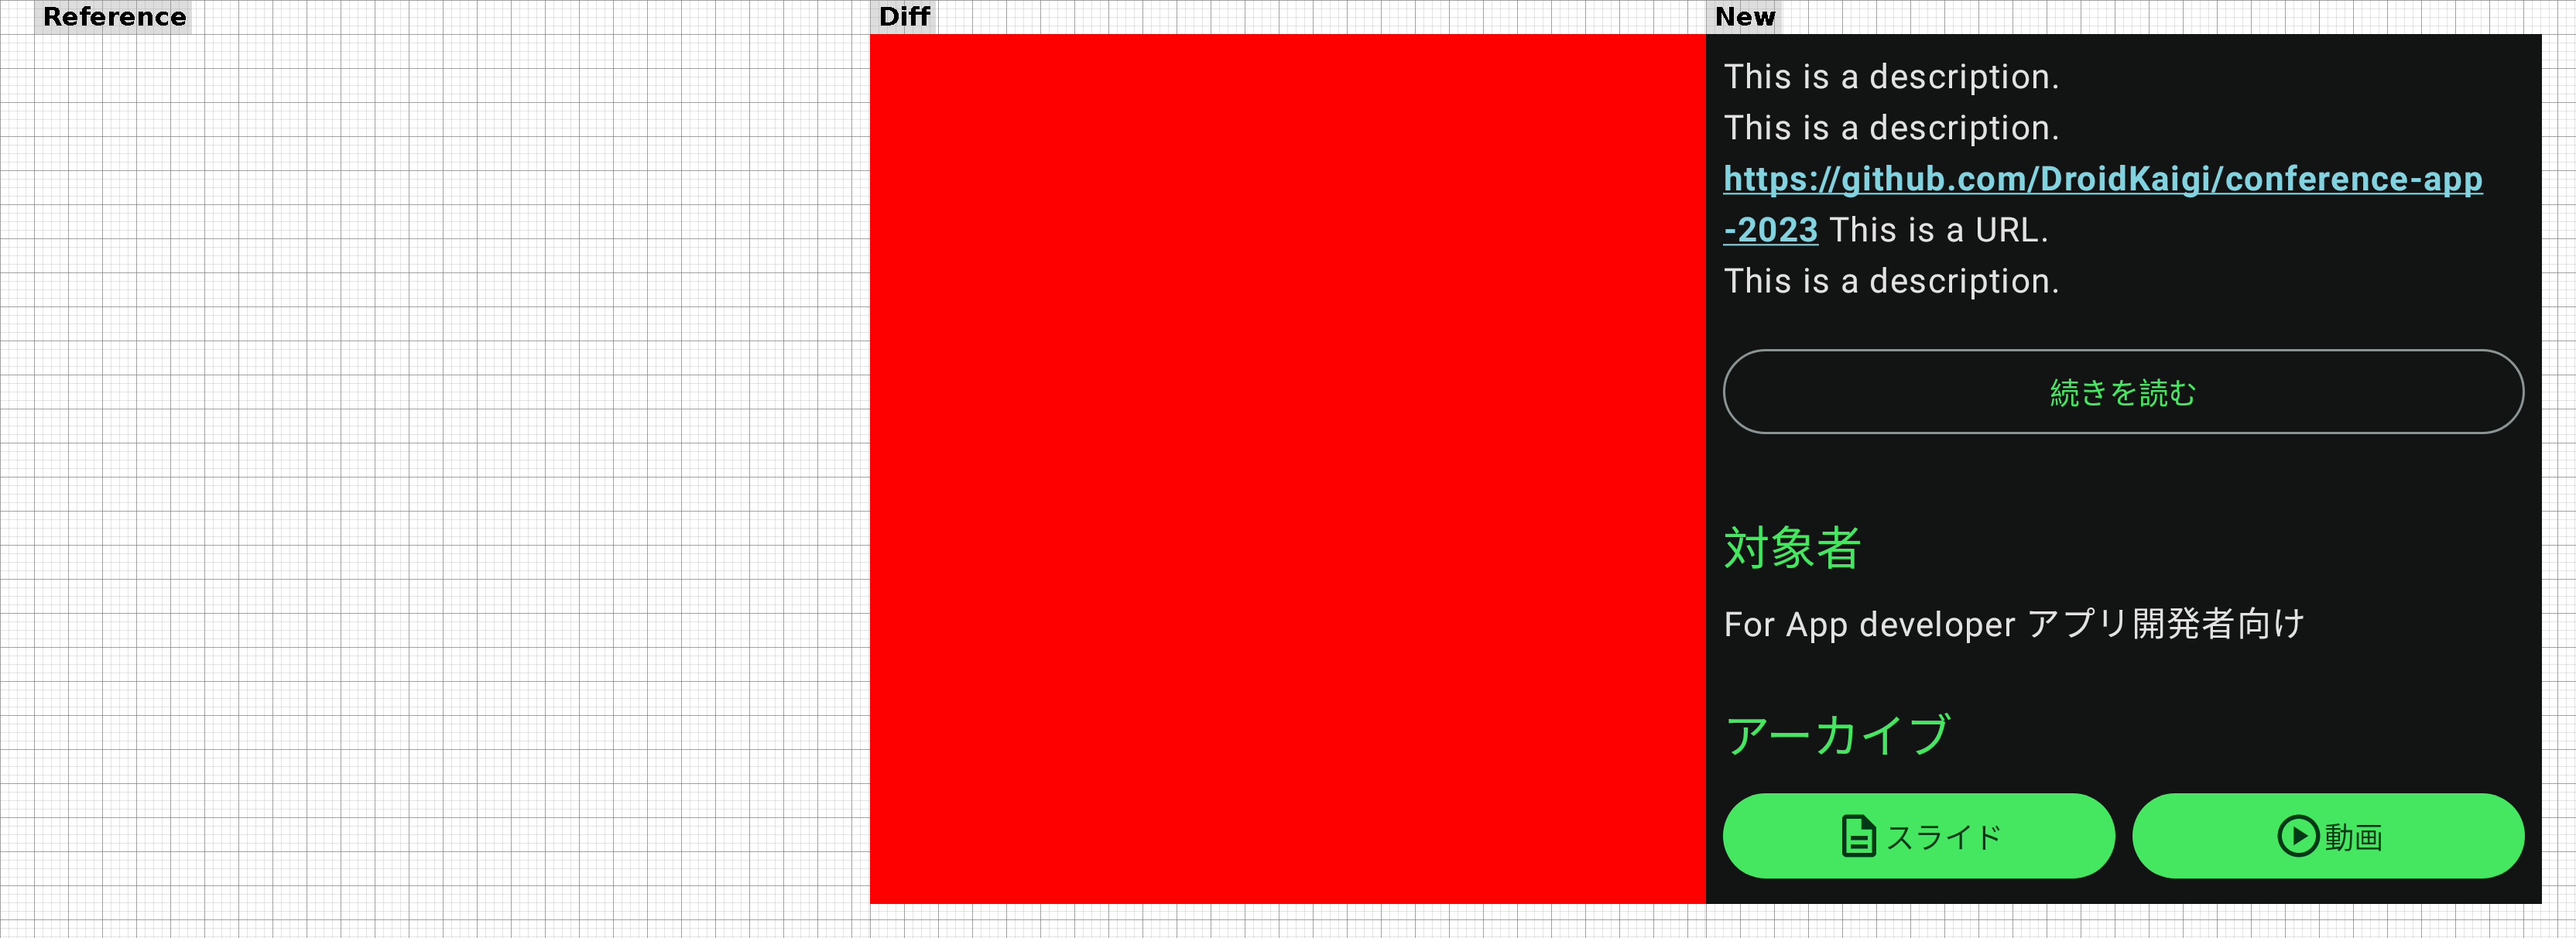 Reference
Diff
New
This is a description.
This is a description.
https://github.com/DroidKaigi/conference-app
-2023 This is a URL.
This is a description.
続きを読む
対象者
For App developer アプリ開発者向け
アーカイブ
スライド
動画